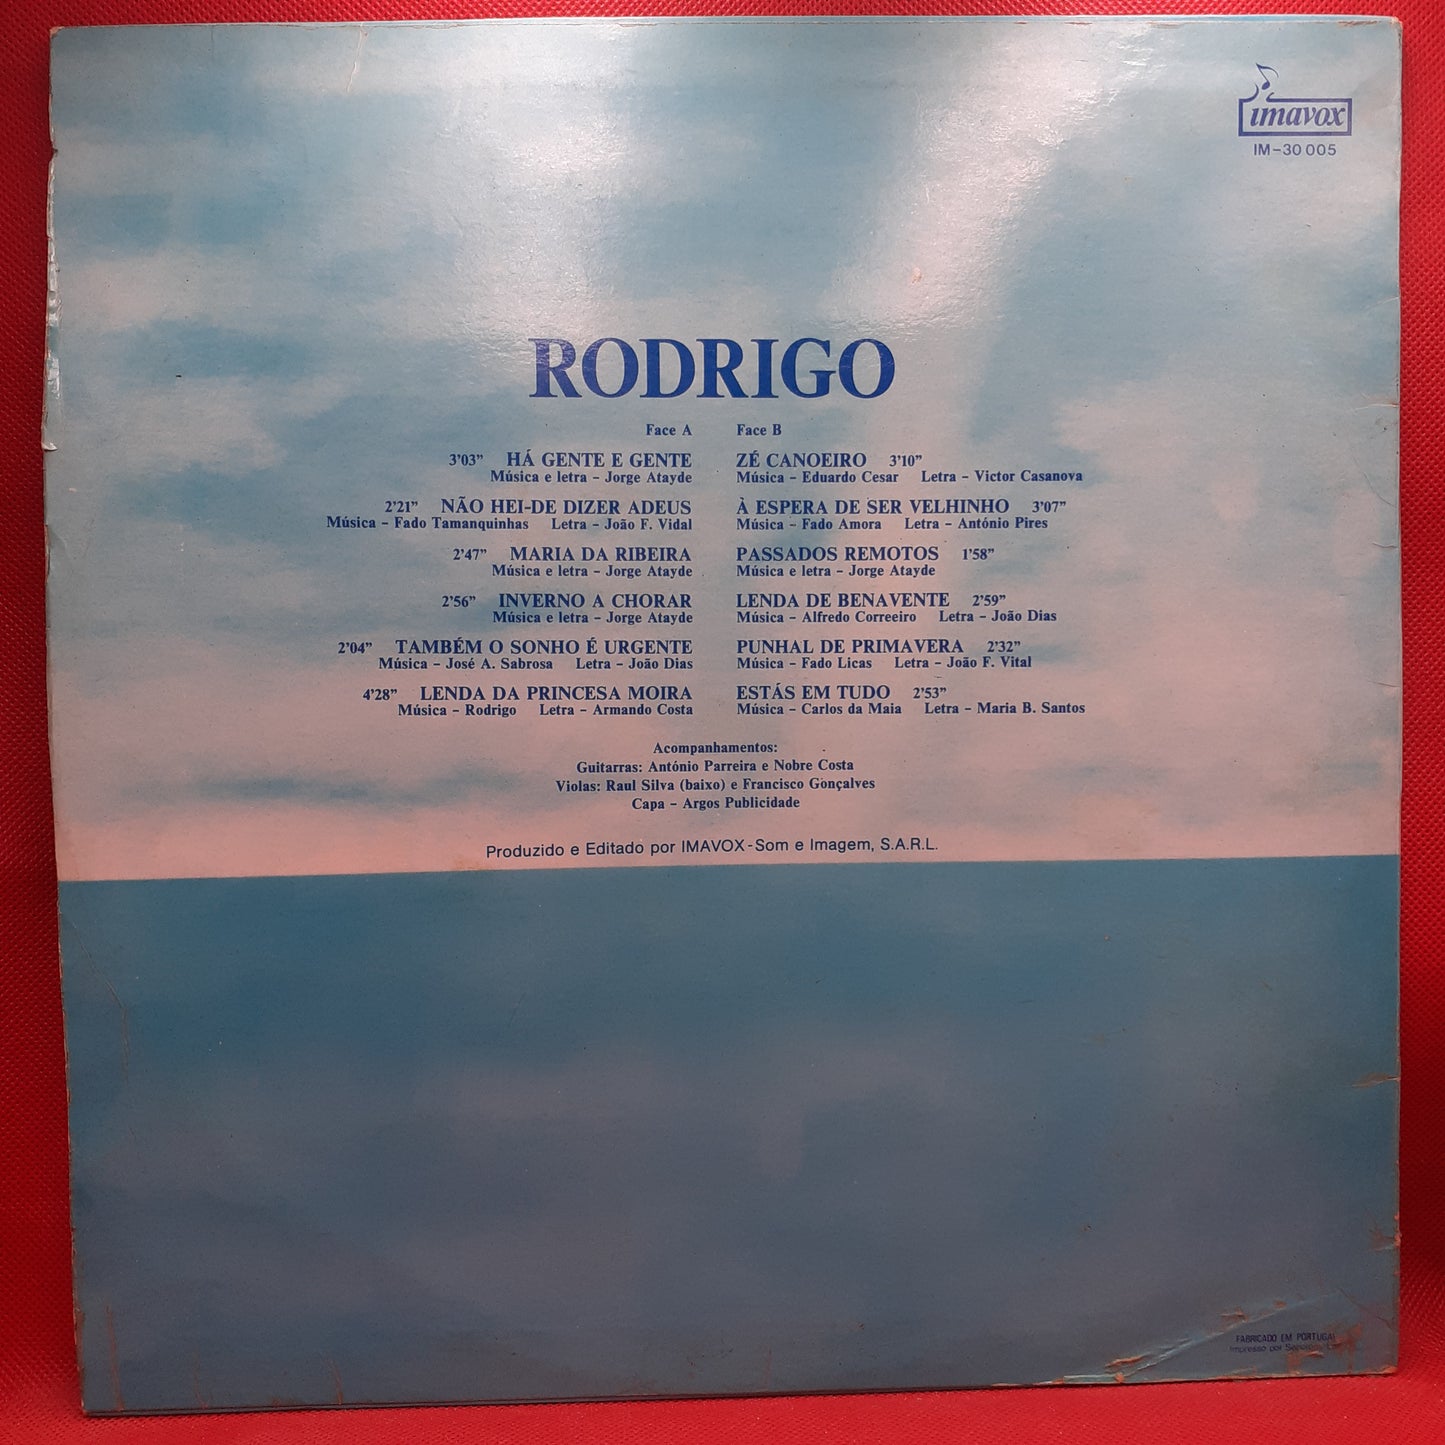 imavox
IM-30 005
RODRIGO
Face A
3'03” HÁ GENTE E GENTE
Música e letra - Jorge Atayde
2'21” NÃO HEI-DE DIZER ADEUS
Música - Fado Tamanquinhas Letra - João F. Vidal
2'47” MARIA DA RIBEIRA
Música e letra - Jorge Atayde
2'56” INVERNO A CHORAR
Música e letra - Jorge Atayde
2'04” TAMBÉM O SONHO É URGENTE
Música - José A. Sabrosa Letra - João Dias
4'28” LENDA DA PRINCESA MOIRA
Música - Rodrigo Letra - Armando Costa
Face B
ZÉ CANOEIRO 3'10”
Música - Eduardo Cesar Letra - Victor Casanova
À ESPERA DE SER VELHINHO 3'07”
Música - Fado Amora Letra - António Pires
PASSADOS REMOTOS 1'58”
Música e letra - Jorge Atayde
LENDA DE BENAVENTE 2'59”
Música - Alfredo Correeiro Letra - João Dias
PUNHAL DE PRIMAVERA 2'32”
Música - Fado Licas Letra - João F. Vital
ESTÁS EM TUDO 2'53”
Música - Carlos da Maia Letra - Maria B. Santos
Acompanhamentos:
Guitarras: António Parreira e Nobre Costa
Violas: Raul Silva (baixo) e Francisco Gonçalves
Capa - Argos Publicidade
Produzido e Editado por IMAVOX-Som e Imagem, S.A.R.L.
FABRICADO EM PORTUGAL
Impresso por